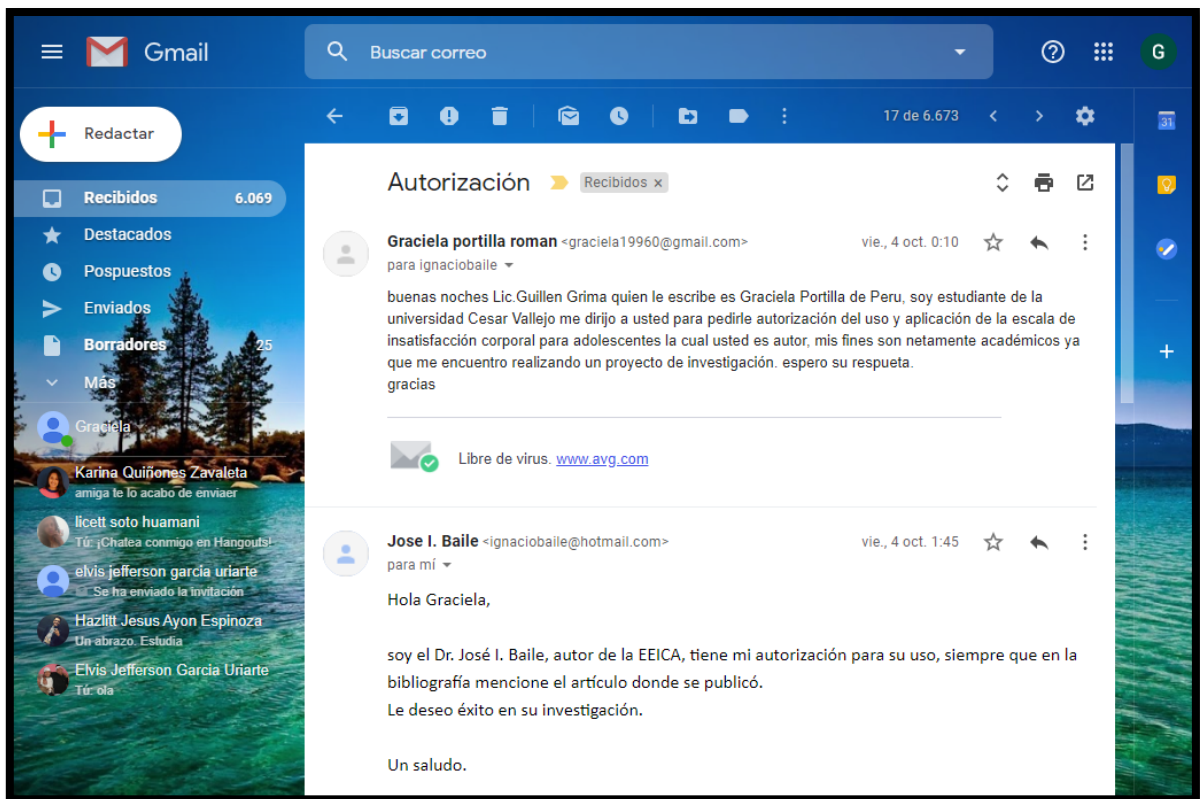 Gmail
Buscar correo
G
Redactar
17 de 6.673
31
Recibidos 6.069
Destacados
Pospuestos
Enviados
Borradores 25
Más
Graciela
Karina Quiñones Zavaleta
amiga te lo acabo de enviaer
licett soto huamani
Tú: ¡Chatea conmigo en Hangouts!
elvis jefferson garcia uriarte
Se ha enviado la invitación
Hazlitt Jesus Ayon Espinoza
Un abrazo. Estudia
Elvis Jefferson Garcia Uriarte
Tú: ola
Autorización Recibidos x
Graciela portilla roman <graciela19960@gmail.com> vie., 4 oct. 0:10
para ignaciobaile
buenas noches Lic.Guillen Grima quien le escribe es Graciela Portilla de Peru, soy estudiante de la
universidad Cesar Vallejo me dirijo a usted para pedirle autorización del uso y aplicación de la escala de
insatisfacción corporal para adolescentes la cual usted es autor, mis fines son netamente académicos ya
que me encuentro realizando un proyecto de investigación. espero su respueta.
gracias
Libre de virus. www.avg.com
Jose I. Baile <ignaciobaile@hotmail.com> vie., 4 oct. 1:45
para mí
Hola Graciela,
soy el Dr. José I. Baile, autor de la EEICA, tiene mi autorización para su uso, siempre que en la
bibliografía mencione el artículo donde se publicó.
Le deseo éxito en su investigación.
Un saludo.